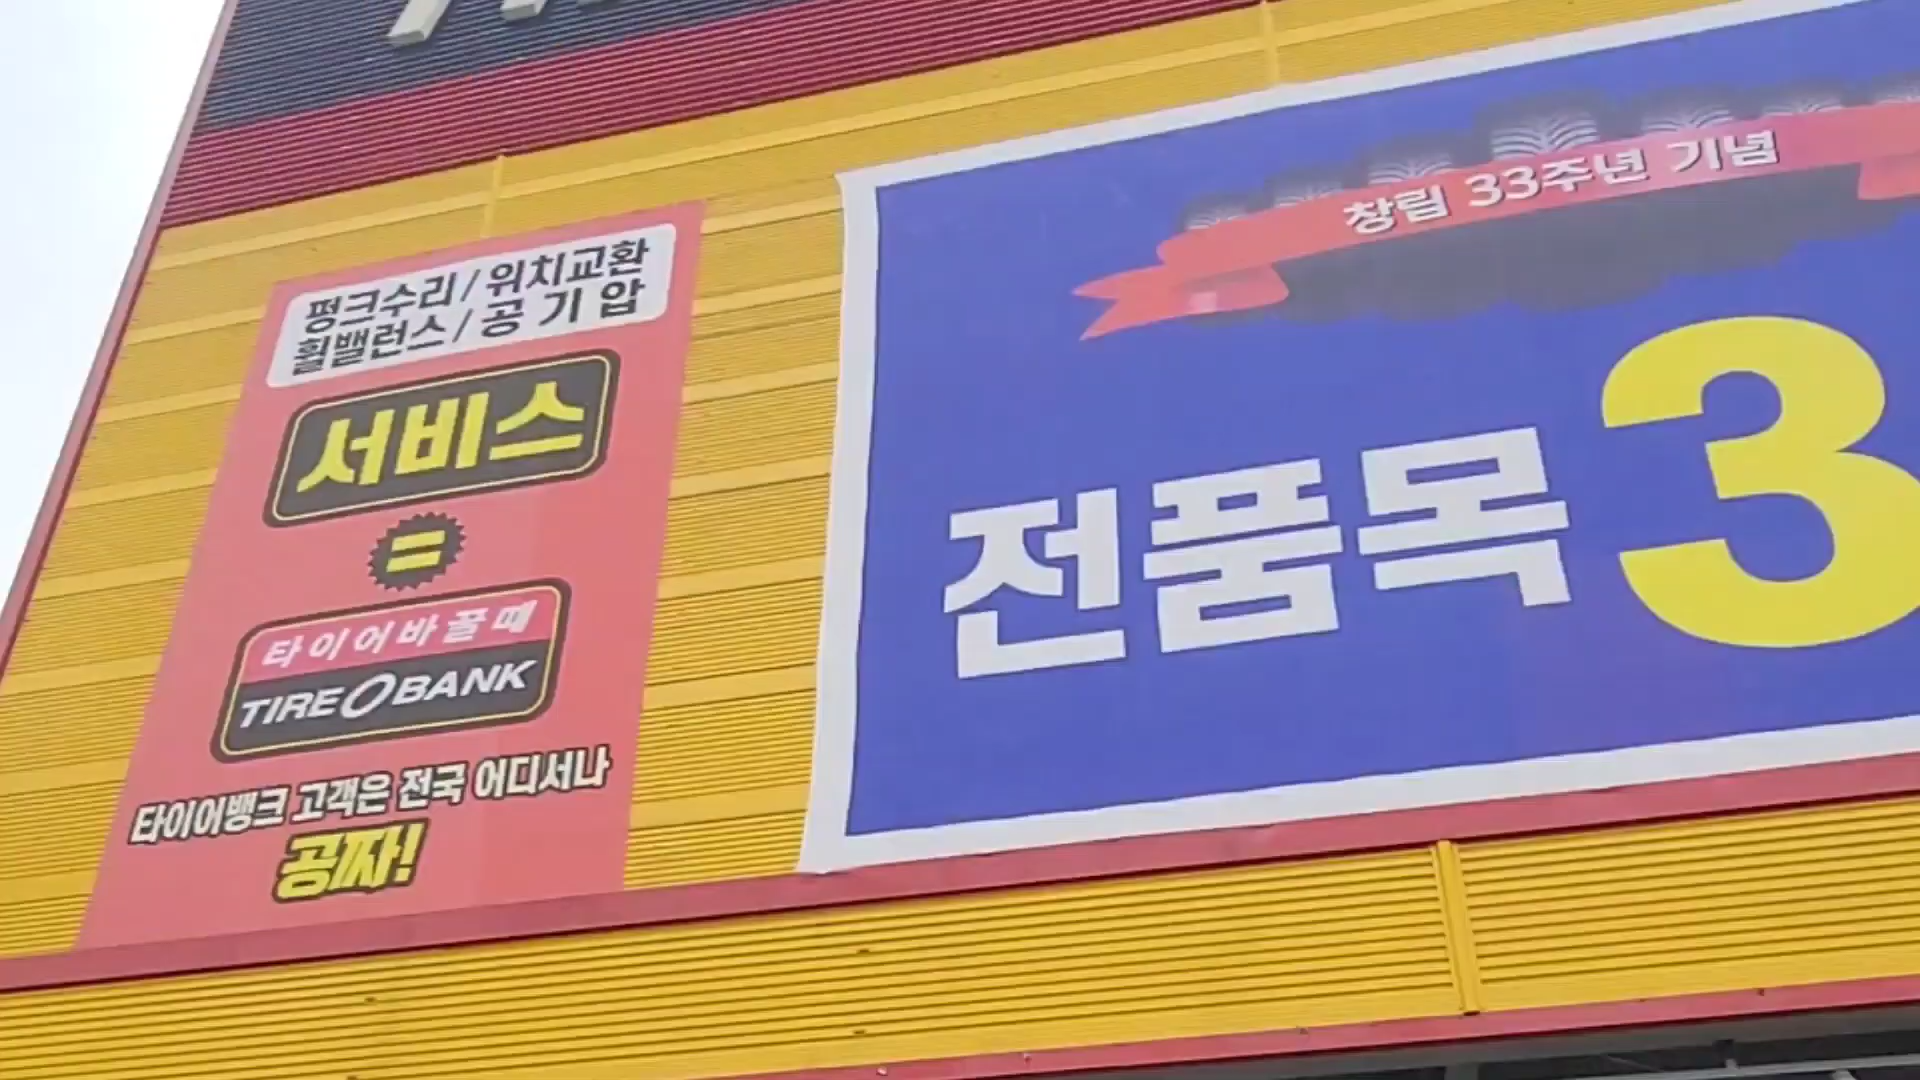 펑크수리/위치교환
휠밸런스/공기압
서비스
=
타이어바꿀때
TIREBANK
타이어뱅크 고객은 전국 어디서나
공짜!
창립 33주년 기념
전품목 3